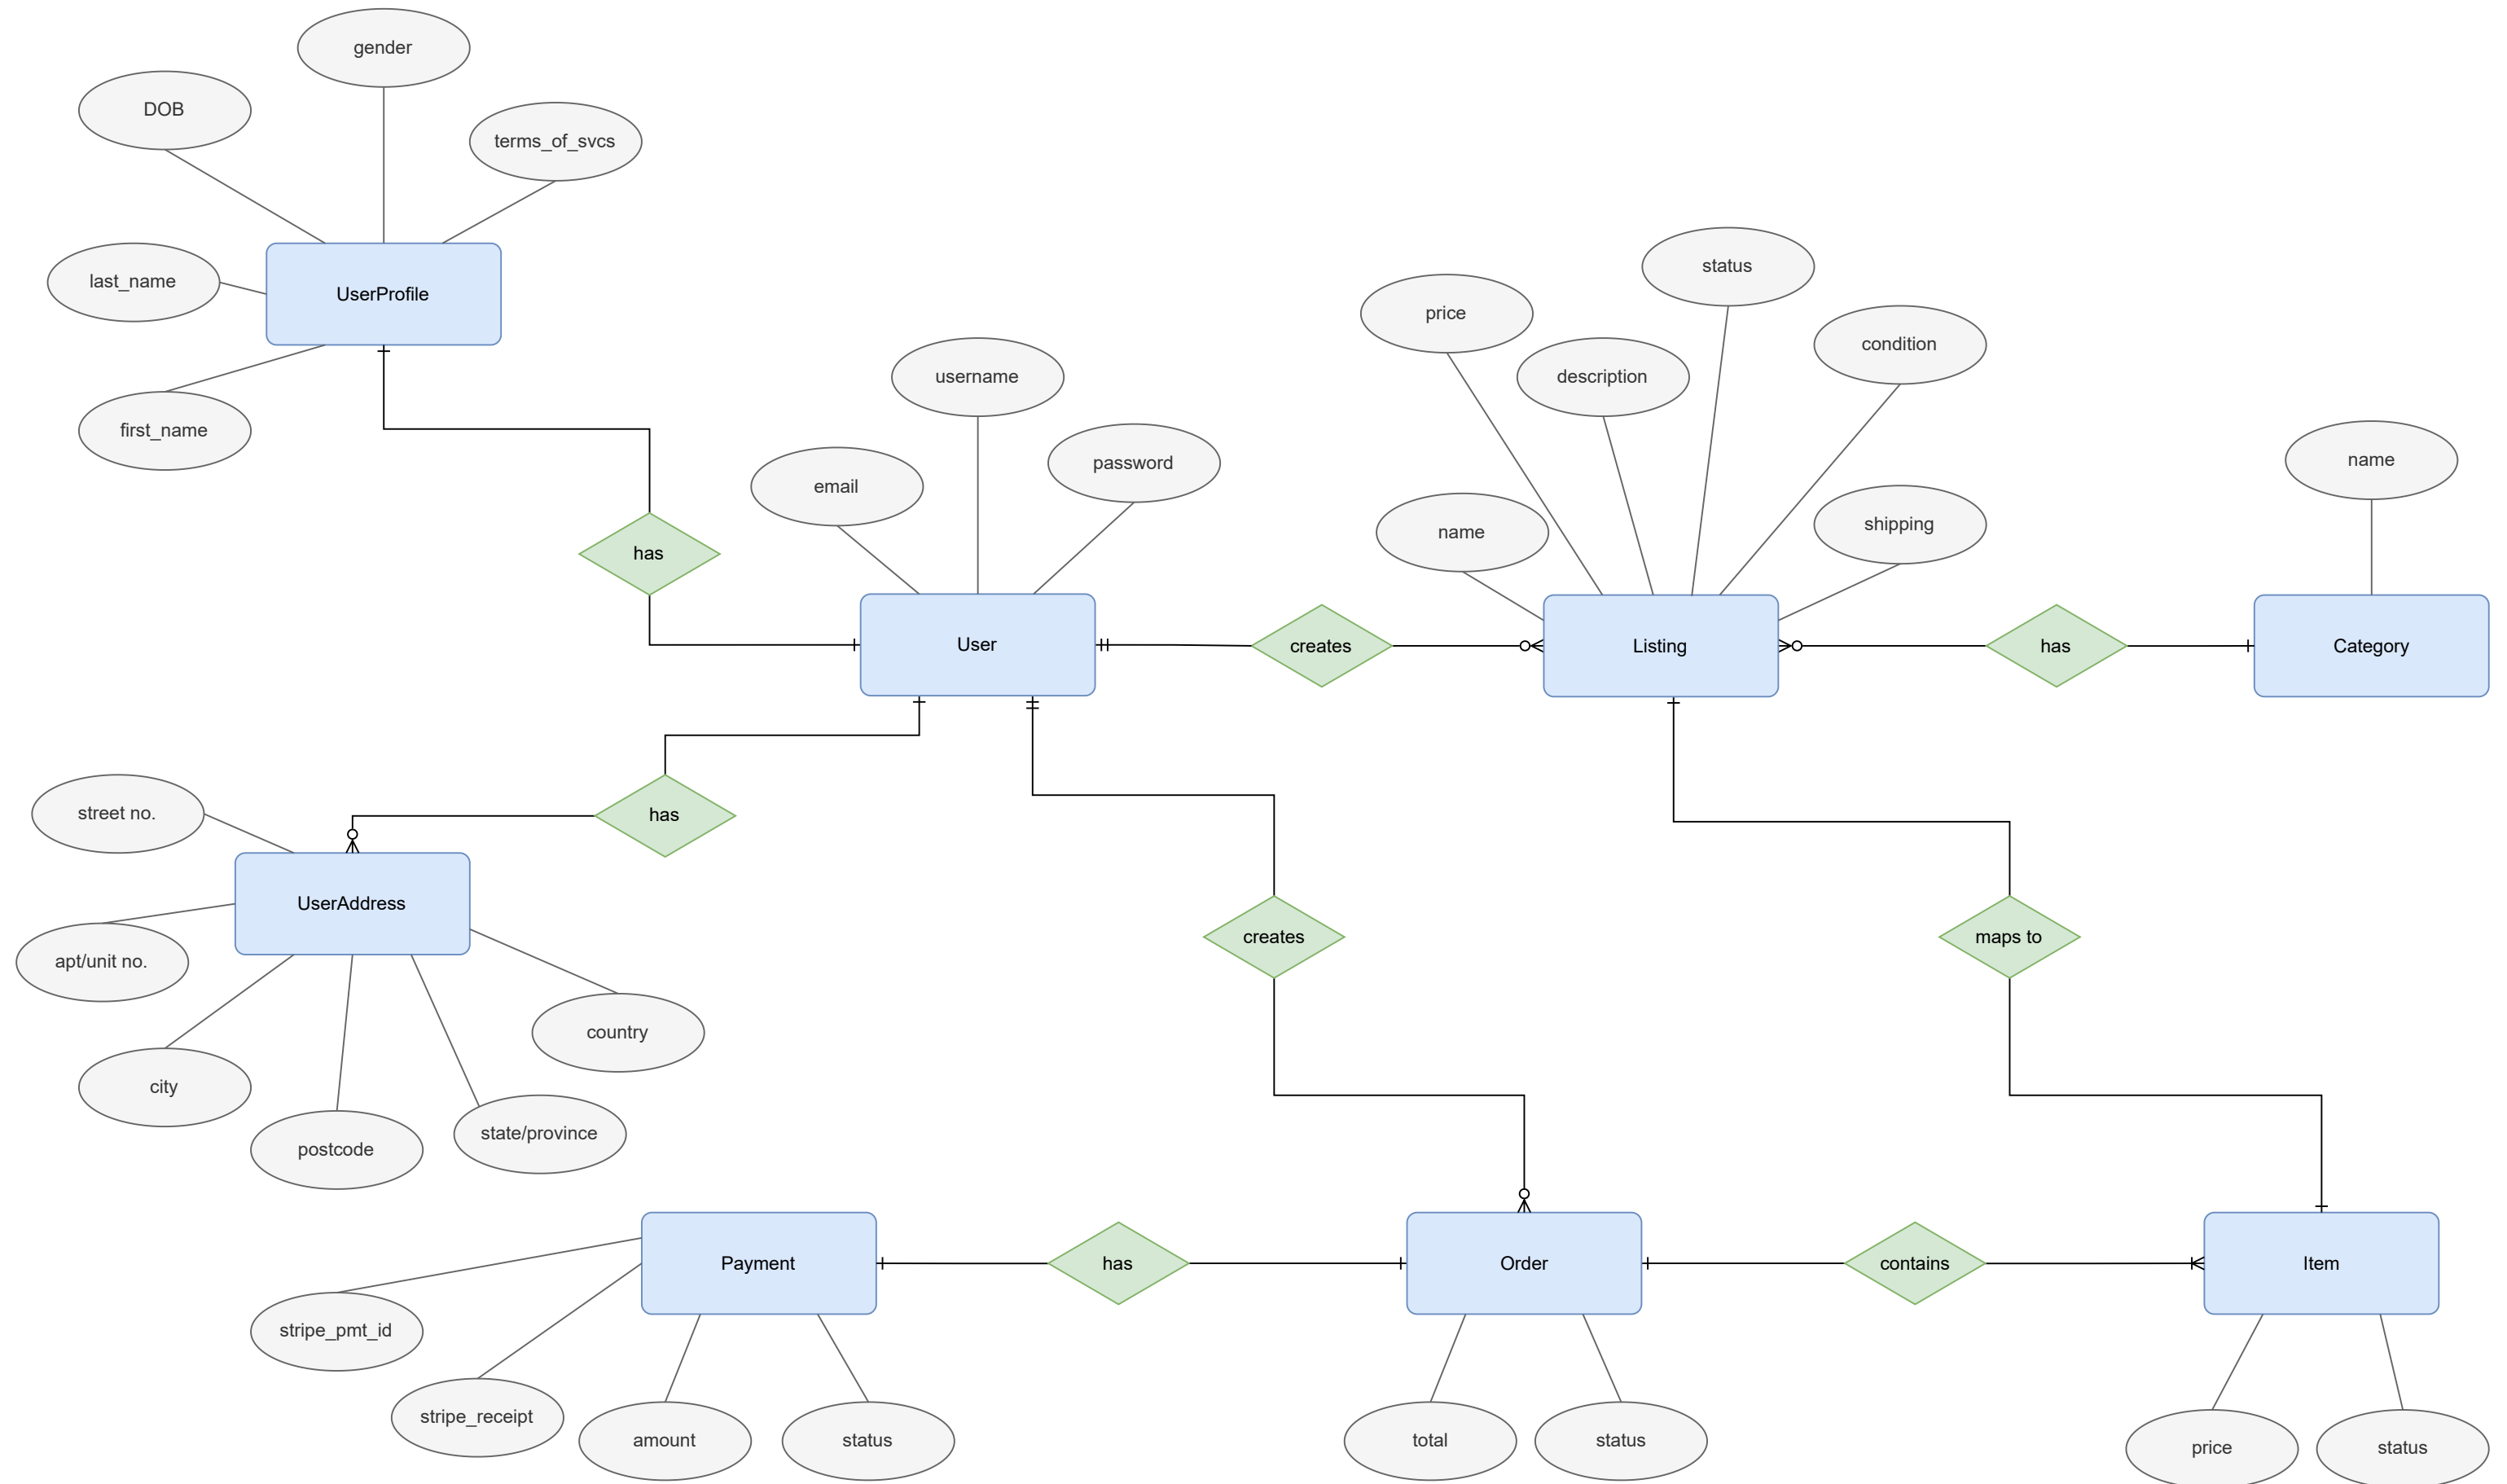 gender
DOB
terms_of_svcs
last_name
UserProfile
first_name
has
email
username
password
User
creates
price
status
description
condition
name
shipping
Listing
has
name
Category
has
street no.
UserAddress
apt/unit no.
city
postcode
state/province
country
creates
maps to
Payment
has
Order
contains
Item
stripe_pmt_id
stripe_receipt
amount
status
total
status
price
status